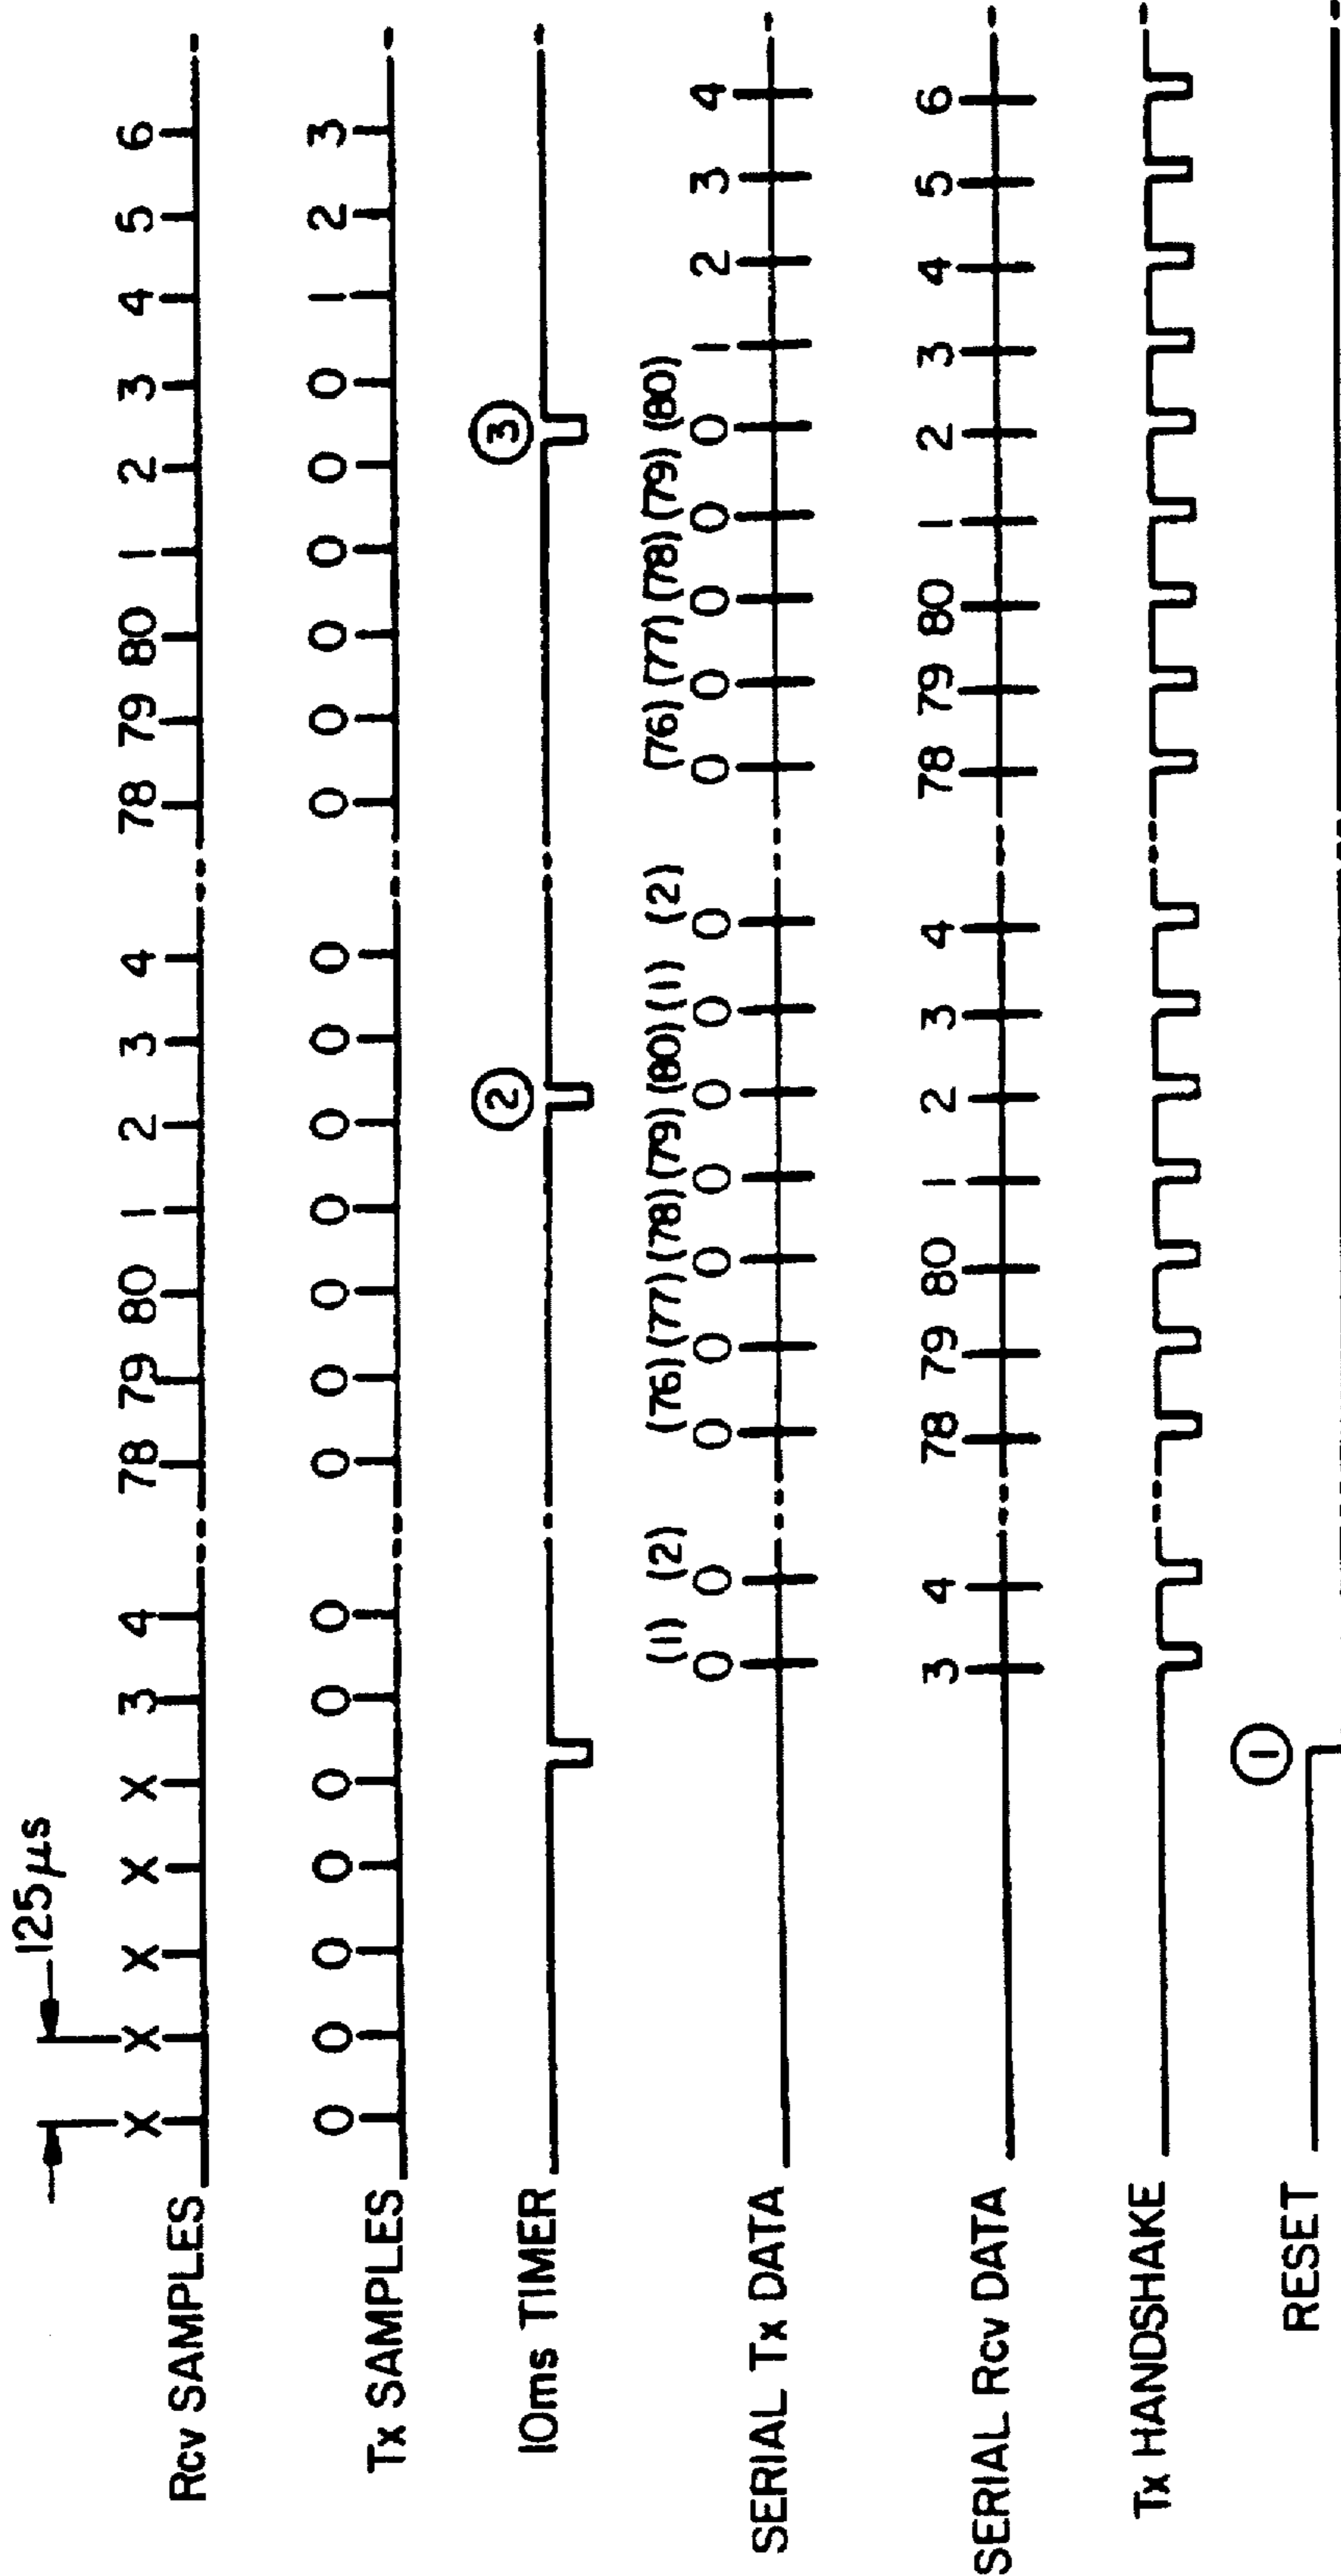 125µs
Rcv SAMPLES X X X X X 3 4 78 79 80 1 2 3 4 78 79 80 1 2 3 4 5 6
Tx SAMPLES 0 0 0 0 0 0 0 0 0 0 0 0 0 0 0 0 0 0 0 0 1 2 3
10ms TIMER ② ③
(1) (2) (76) (77) (78) (79) (80) (1) (2) (76) (77) (78) (79) (80)
SERIAL Tx DATA 0 0 0 0 0 0 0 0 0 0 0 0 0 0 1 2 3 4
SERIAL Rcv DATA 3 4 78 79 80 1 2 3 4 78 79 80 1 2 3 4 5 6
Tx HANDSHAKE
RESET ①